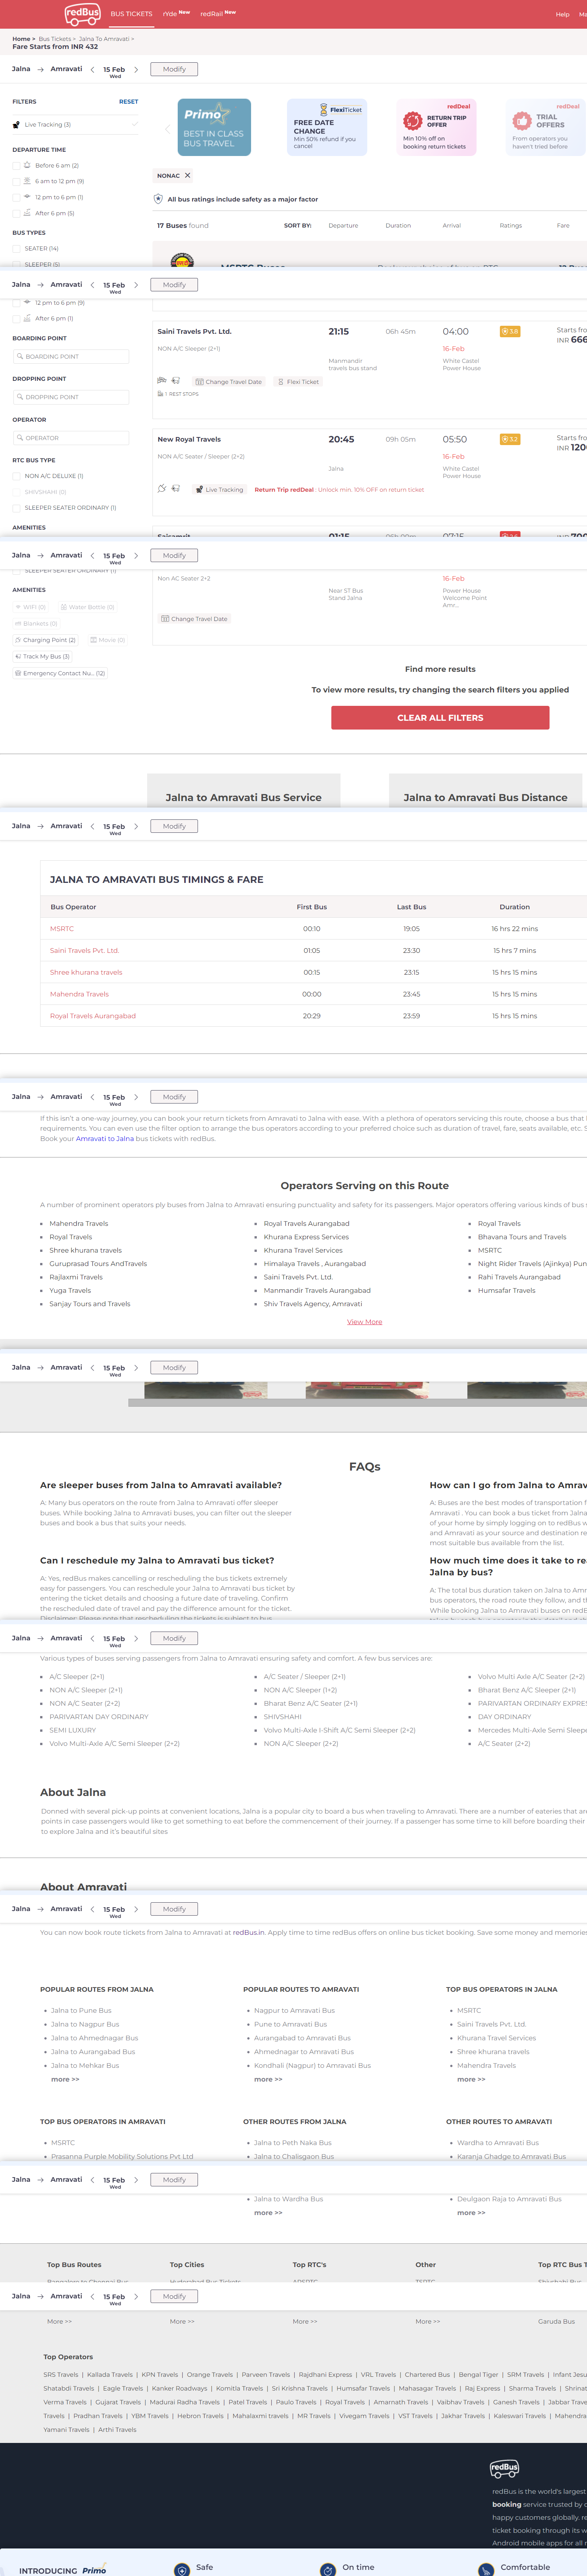 redBus
BUS TICKETS
rYde New
redRail New
Help
Home > Bus Tickets > Jalna To Amravati >
Fare Starts from INR 432
Jalna → Amravati < 15 Feb > Modify
Wed
FILTERS RESET
Live Tracking (3)
DEPARTURE TIME
Before 6 am (2)
6 am to 12 pm (9)
12 pm to 6 pm (1)
After 6 pm (5)
BUS TYPES
SEATER (14)
SLEEPER (5)
Primo
BEST IN CLASS
BUS TRAVEL
FlexiTicket
FREE DATE
CHANGE
Min 50% refund if you
cancel
redDeal
RETURN TRIP
OFFER
Min 10% off on
booking return tickets
redDeal
TRIAL
OFFERS
From operators you
haven't tried before
NONAC
All bus ratings include safety as a major factor
17 Buses found SORT BY: Departure Duration Arrival Ratings Fare
Jalna → Amravati < 15 Feb > Modify
Wed
12 pm to 6 pm (9)
After 6 pm (1)
BOARDING POINT
BOARDING POINT
DROPPING POINT
DROPPING POINT
OPERATOR
OPERATOR
RTC BUS TYPE
NON A/C DELUXE (1)
SHIVSHAHI (0)
SLEEPER SEATER ORDINARY (1)
AMENITIES
Saini Travels Pvt. Ltd. 21:15 06h 45m 04:00 3.8
NON A/C Sleeper (2+1) 16-Feb INR 666
Manmandir White Castel
travels bus stand Power House
Change Travel Date Flexi Ticket
1 REST STOPS
New Royal Travels 20:45 09h 05m 05:50 3.2
NON A/C Seater / Sleeper (2+2) 16-Feb INR 120
Jalna White Castel
Power House
Live Tracking Return Trip redDeal : Unlock min. 10% OFF on return ticket
Jalna → Amravati < 15 Feb > Modify
Wed
SLEEPER SEATER ORDINARY (1)
AMENITIES
WIFI (0) Water Bottle (0)
Blankets (0)
Charging Point (2) Movie (0)
Track My Bus (3)
Emergency Contact Nu... (12)
Non AC Seater 2+2 16-Feb
Near ST Bus Power House
Stand Jalna Welcome Point
Amr...
Change Travel Date
Find more results
To view more results, try changing the search filters you applied
CLEAR ALL FILTERS
Jalna to Amravati Bus Service
Jalna to Amravati Bus Distance
Jalna → Amravati < 15 Feb > Modify
Wed
JALNA TO AMRAVATI BUS TIMINGS & FARE
Bus Operator First Bus Last Bus Duration
MSRTC 00:10 19:05 16 hrs 22 mins
Saini Travels Pvt. Ltd. 01:05 23:30 15 hrs 7 mins
Shree khurana travels 00:15 23:15 15 hrs 15 mins
Mahendra Travels 00:00 23:45 15 hrs 15 mins
Royal Travels Aurangabad 20:29 23:59 15 hrs 15 mins
Jalna → Amravati < 15 Feb > Modify
Wed
If this isn't a one-way journey, you can book your return tickets from Amravati to Jalna with ease. With a plethora of operators servicing this route, choose a bus that
requirements. You can even use the filter option to arrange the bus operators according to your preferred choice such as duration of travel, fare, seats available, etc.
Book your Amravati to Jalna bus tickets with redBus.
Operators Serving on this Route
A number of prominent operators ply buses from Jalna to Amravati ensuring punctuality and safety for its passengers. Major operators offering various kinds of bus
Mahendra Travels
Royal Travels
Shree khurana travels
Guruprasad Tours AndTravels
Rajlaxmi Travels
Yuga Travels
Sanjay Tours and Travels
Royal Travels Aurangabad
Khurana Express Services
Khurana Travel Services
Himalaya Travels , Aurangabad
Saini Travels Pvt. Ltd.
Manmandir Travels Aurangabad
Shiv Travels Agency, Amravati
Royal Travels
Bhavana Tours and Travels
MSRTC
Night Rider Travels (Ajinkya) Pun
Rahi Travels Aurangabad
Humsafar Travels
View More
Jalna → Amravati < 15 Feb > Modify
Wed
FAQs
Are sleeper buses from Jalna to Amravati available?
A: Many bus operators on the route from Jalna to Amravati offer sleeper
buses. While booking Jalna to Amravati buses, you can filter out the sleeper
buses and book a bus that suits your needs.
Can I reschedule my Jalna to Amravati bus ticket?
A: Yes, redBus makes cancelling or rescheduling the bus tickets extremely
easy for passengers. You can reschedule your Jalna to Amravati bus ticket by
entering the ticket details and choosing a future date of traveling. Confirm
the rescheduled date of travel and pay the difference amount for the ticket.
Disclaimer: Please note that rescheduling the tickets is subject to bus
How can I go from Jalna to Amrav
A: Buses are the best modes of transportation f
Amravati . You can book a bus ticket from Jalna
of your home by simply logging on to redBus w
and Amravati as your source and destination re
most suitable bus available from the list.
How much time does it take to re
Jalna by bus?
A: The total bus duration taken on Jalna to Amr
bus operators, the road route they follow, and th
While booking Jalna to Amravati buses on redB
Jalna → Amravati < 15 Feb > Modify
Wed
Various types of buses serving passengers from Jalna to Amravati ensuring safety and comfort. A few bus services are:
A/C Sleeper (2+1)
NON A/C Sleeper (2+1)
NON A/C Seater (2+2)
PARIVARTAN DAY ORDINARY
SEMI LUXURY
Volvo Multi-Axle A/C Semi Sleeper (2+2)
A/C Seater / Sleeper (2+1)
NON A/C Sleeper (1+2)
Bharat Benz A/C Seater (2+1)
SHIVSHAHI
Volvo Multi-Axle I-Shift A/C Semi Sleeper (2+2)
NON A/C Sleeper (2+2)
Volvo Multi Axle A/C Seater (2+2)
Bharat Benz A/C Sleeper (2+1)
PARIVARTAN ORDINARY EXPRE
DAY ORDINARY
Mercedes Multi-Axle Semi Sleepe
A/C Seater (2+2)
About Jalna
Donned with several pick-up points at convenient locations, Jalna is a popular city to board a bus when traveling to Amravati. There are a number of eateries that are
points in case passengers would like to get something to eat before the commencement of their journey. If a passenger has some time to kill before boarding their
to explore Jalna and it's beautiful sites
About Amravati
Jalna → Amravati < 15 Feb > Modify
Wed
You can now book route tickets from Jalna to Amravati at redBus.in. Apply time to time redBus offers on online bus ticket booking. Save some money and memories
POPULAR ROUTES FROM JALNA
Jalna to Pune Bus
Jalna to Nagpur Bus
Jalna to Ahmednagar Bus
Jalna to Aurangabad Bus
Jalna to Mehkar Bus
more >>
POPULAR ROUTES TO AMRAVATI
Nagpur to Amravati Bus
Pune to Amravati Bus
Aurangabad to Amravati Bus
Ahmednagar to Amravati Bus
Kondhali (Nagpur) to Amravati Bus
more >>
TOP BUS OPERATORS IN JALNA
MSRTC
Saini Travels Pvt. Ltd.
Khurana Travel Services
Shree khurana travels
Mahendra Travels
more >>
TOP BUS OPERATORS IN AMRAVATI
MSRTC
Prasanna Purple Mobility Solutions Pvt Ltd
OTHER ROUTES FROM JALNA
Jalna to Peth Naka Bus
Jalna to Chalisgaon Bus
OTHER ROUTES TO AMRAVATI
Wardha to Amravati Bus
Karanja Ghadge to Amravati Bus
Jalna → Amravati < 15 Feb > Modify
Wed
Jalna to Wardha Bus
more >>
Deulgaon Raja to Amravati Bus
more >>
Top Bus Routes Top Cities Top RTC's Other Top RTC Bus T
Jalna → Amravati < 15 Feb > Modify
Wed
More >> More >> More >> More >> Garuda Bus
Top Operators
SRS Travels | Kallada Travels | KPN Travels | Orange Travels | Parveen Travels | Rajdhani Express | VRL Travels | Chartered Bus | Bengal Tiger | SRM Travels | Infant Jesu
Shatabdi Travels | Eagle Travels | Kanker Roadways | Komitla Travels | Sri Krishna Travels | Humsafar Travels | Mahasagar Travels | Raj Express | Sharma Travels | Shrinat
Verma Travels | Gujarat Travels | Madurai Radha Travels | Patel Travels | Paulo Travels | Royal Travels | Amarnath Travels | Vaibhav Travels | Ganesh Travels | Jabbar Trave
Travels | Pradhan Travels | YBM Travels | Hebron Travels | Mahalaxmi travels | MR Travels | Vivegam Travels | VST Travels | Jakhar Travels | Kaleswari Travels | Mahendra
Yamani Travels | Arthi Travels
redBus
redBus is the world's largest
booking service trusted by
happy customers globally. re
ticket booking through its w
Android mobile apps for all
INTRODUCING Primo Safe On time Comfortable